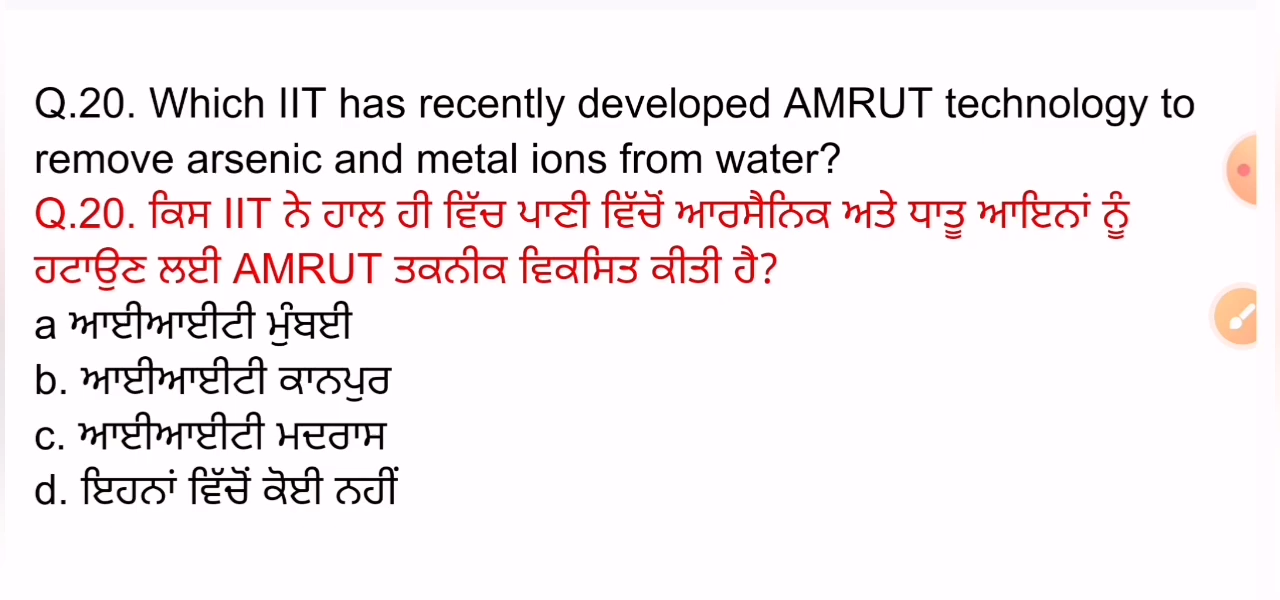 Q.20. Which IIT has recently developed AMRUT technology to
remove arsenic and metal ions from water?
Q.20. ਕਿਸ IIT ਨੇ ਹਾਲ ਹੀ ਵਿੱਚ ਪਾਣੀ ਵਿੱਚੋਂ ਆਰਸੈਨਿਕ ਅਤੇ ਧਾਤੂ ਆਇਨਾਂ ਨੂੰ
ਹਟਾਉਣ ਲਈ AMRUT ਤਕਨੀਕ ਵਿਕਸਿਤ ਕੀਤੀ ਹੈ?
a ਆਈਆਈਟੀ ਮੁੰਬਈ
b. ਆਈਆਈਟੀ ਕਾਨਪੁਰ
c. ਆਈਆਈਟੀ ਮਦਰਾਸ
d. ਇਹਨਾਂ ਵਿੱਚੋਂ ਕੋਈ ਨਹੀਂ